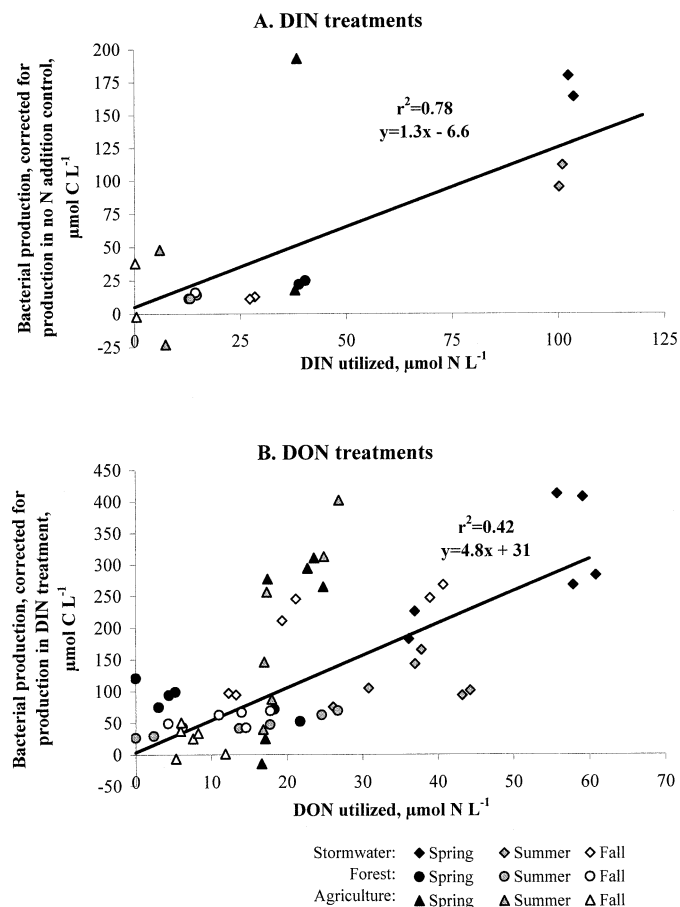 A. DIN treatments
Bacterial production, corrected for
production in no N addition control,
µmol C L-1
200
175
150
125
100
75
50
25
0
-25
r2=0.78
y=1.3x - 6.6
0 25 50 75 100 125
DIN utilized, µmol N L-1
B. DON treatments
Bacterial production, corrected for
production in DIN treatment,
µmol C L-1
450
400
350
300
250
200
150
100
50
0
-50
r2=0.42
y=4.8x + 31
0 10 20 30 40 50 60 70
DON utilized, µmol N L-1
Stormwater: Spring Summer Fall
Forest: Spring Summer Fall
Agriculture: Spring Summer Fall